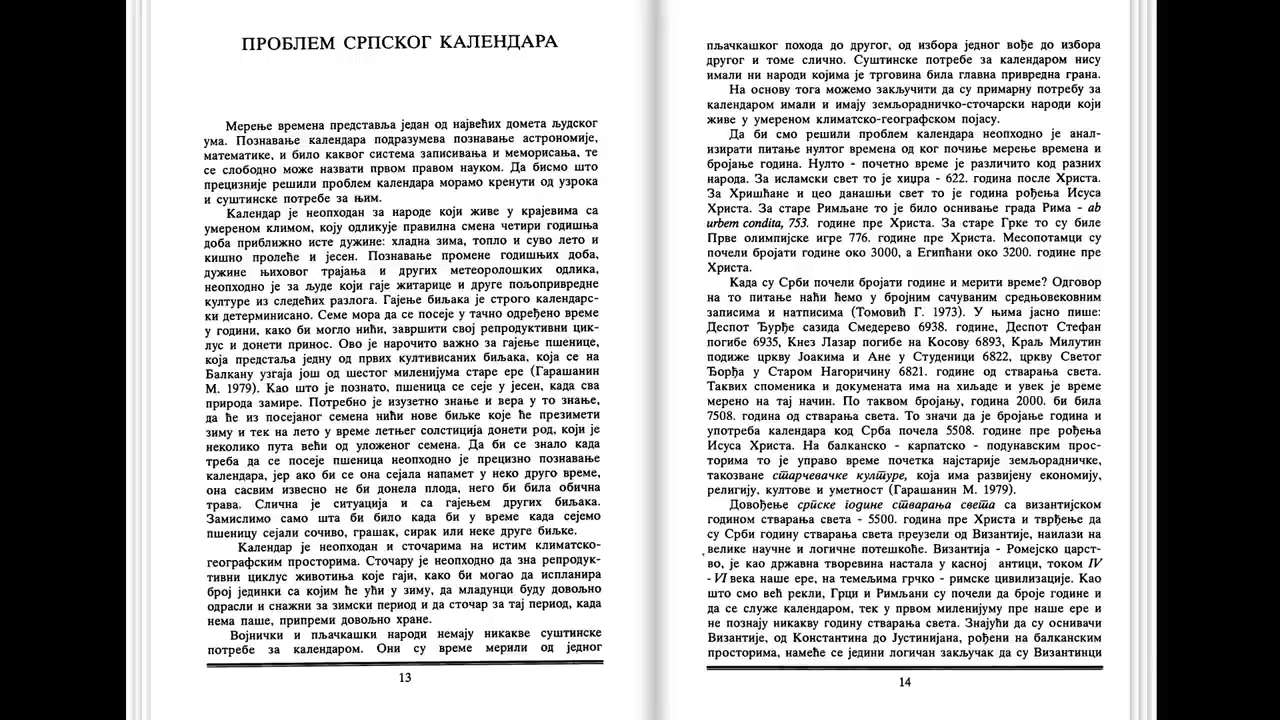 ПРОБЛЕМ СРПСКОГ КАЛЕНДАРА
Мерење времена представља један од највећих домета људског
ума. Познавање календара подразумева познавање астрономије,
математике, и било каквог система записивања и меморисања, те
се слободно може назвати првом правом науком. Да бисмо што
прецизније решили проблем календара морамо кренути од узрока
и суштинске потребе за њим.
Календар је неопходан за народе који живе у крајевима са
умереном климом, коју одликује правилна смена четири годишња
доба приближно исте дужине: хладна зима, топло и суво лето и
кишно пролеће и јесен. Познавање промене годишњих доба,
дужине њиховог трајања и других метеоролошких одлика,
неопходно је за људе који гаје житарице и друге пољопривредне
културе из следећих разлога. Гајење биљака је строго календарс-
ки детерминисано. Семе мора да се посеје у тачно одређено време
у години, како би могло нићи, завршити свој репродуктивни цик-
лус и донети принос. Ово је нарочито важно за гајење пшенице,
која предстаља једну од првих култивисаних биљака, која се на
Балкану узгаја још од шестог миленијума старе ере (Гарашанин
М. 1979). Као што је познато, пшеница се сеје у јесен, када сва
природа замире. Потребно је изузетно знање и вера у то знање,
да ће из посејаног семена нићи нове биљке које ће презимети
зиму и тек на лето у време летњег солстиција донети род, који је
неколико пута већи од уложеног семена. Да би се знало када
треба да се посеје пшеница неопходно је прецизно познавање
календара, јер ако би се она сејала напамет у неко друго време,
она сасвим извесно не би донела плода, него би била обична
трава. Слична је ситуација и са гајењем других биљака.
Замислимо само шта би било када би у време када сејемо
пшеницу сејали сочиво, грашак, сирак или неке друге биљке.
Календар је неопходан и сточарима на истим климатско-
географским просторима. Сточару је неопходно да зна репродук-
тивни циклус животиња које гаји, како би могао да испланира
број јединки са којим ће ући у зиму, да младунци буду довољно
одрасли и снажни за зимски период и да сточар за тај период, када
нема паше, припреми довољно хране.
Војнички и пљачкашки народи немају никакве суштинске
потребе за календаром. Они су време мерили од једног
13
пљачкашког похода до другог, од избора једног вође до избора
другог и томе слично. Суштинске потребе за календаром нису
имали ни народи којима је трговина била главна привредна грана.
На основу тога можемо закључити да су примарну потребу за
календаром имали и имају земљорадничко-сточарски народи који
живе у умереном климатско-географском појасу.
Да би смо решили проблем календара неопходно је анал-
изирати питање нултог времена од ког почиње мерење времена и
бројање година. Нулто - почетно време је различито код разних
народа. За исламски свет то је хиџра - 622. година после Христа.
За Хришћане и цео данашњи свет то је година рођења Исуса
Христа. За старе Римљане то је било оснивање града Рима - ab
urbem condita, 753. године пре Христа. За старе Грке то су биле
Прве олимпијске игре 776. године пре Христа. Месопотамци су
почели бројати године око 3000, а Египћани око 3200. године пре
Христа.
Када су Срби почели бројати године и мерити време? Одговор
на то питање наћи ћемо у бројним сачуваним средњовековним
записима и натписима (Томовић Г. 1973). У њима јасно пише:
Деспот Ђурђе сазида Смедерево 6938. године, Деспот Стефан
погибе 6935, Кнез Лазар погибе на Косову 6893, Краљ Милутин
подиже цркву Јоакима и Ане у Студеници 6822, цркву Светог
Ђорђа у Старом Нагоричину 6821. године од стварања света.
Таквих споменика и докумената има на хиљаде и увек је време
мерено на тај начин. По таквом бројању, година 2000. би била
7508. година од стварања света. То значи да је бројање година и
употреба календара код Срба почела 5508. године пре рођења
Исуса Христа. На балканско - карпатско - подунавским прос-
торима то је управо време почетка најстарије земљорадничке,
такозване старчевачке културе, која има развијену економију,
религију, култове и уметност (Гарашанин М. 1979).
Довођење српске године стварања света са византијском
годином стварања света - 5500. година пре Христа и тврђење да
су Срби годину стварања света преузели од Византије, наилази на
велике научне и логичне потешкоће. Византија - Ромејско царст-
во, је као државна творевина настала у касној антици, током IV
- VI века наше ере, на темељима грчко - римске цивилизације. Као
што смо већ рекли, Грци и Римљани су почели да броје године и
да се служе календаром, тек у првом миленијуму пре наше ере и
не познају никакву годину стварања света. Знајући да су оснивачи
Византије, од Константина до Јустинијана, рођени на балканским
просторима, намеће се једини логичан закључак да су Византинци
14